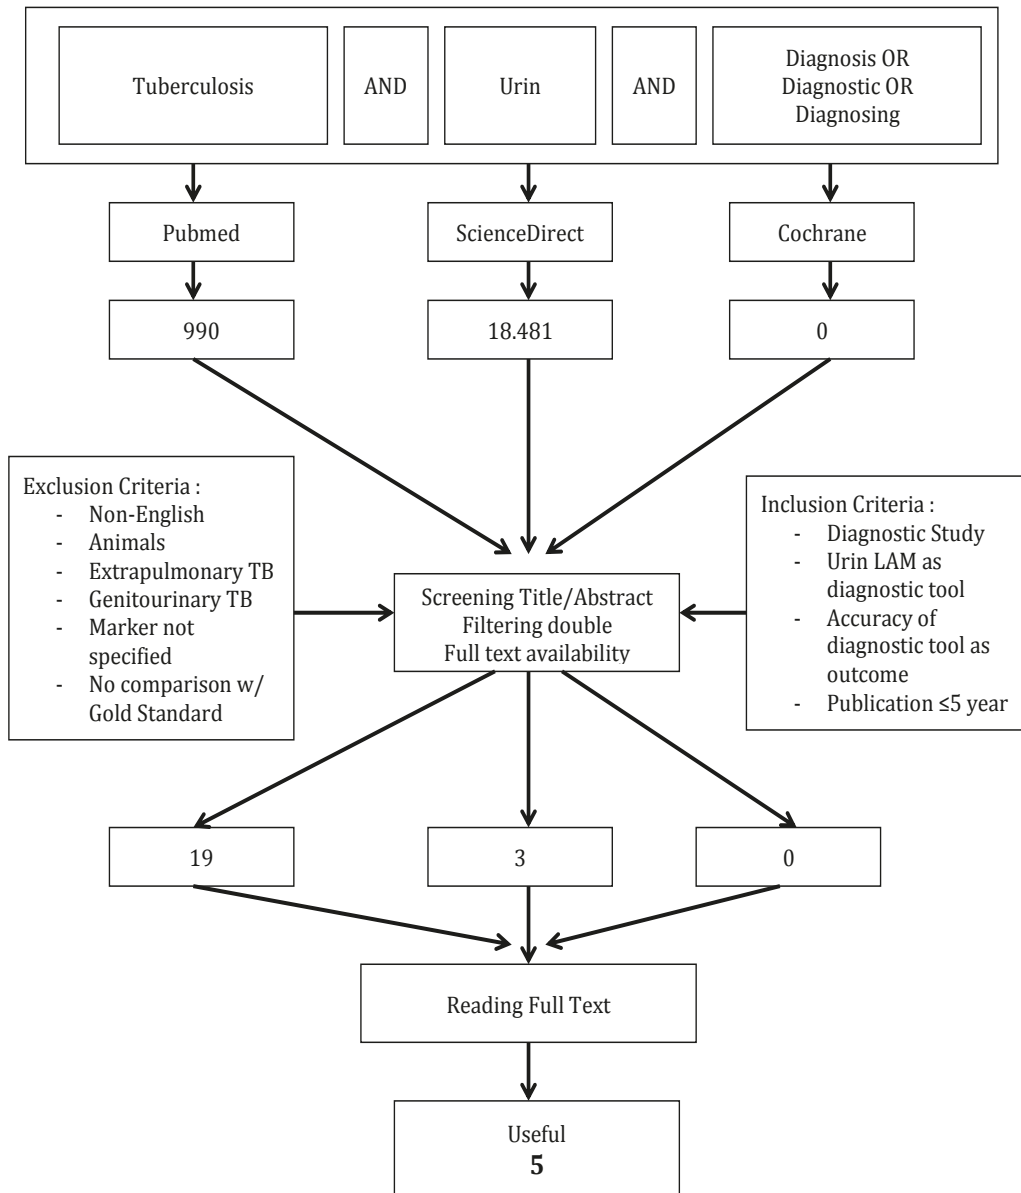 Tuberculosis
AND
Urin
AND
Diagnosis OR
Diagnostic OR
Diagnosing
Pubmed
ScienceDirect
Cochrane
990
18.481
0
Exclusion Criteria :
- Non-English
- Animals
- Extrapulmonary TB
- Genitourinary TB
- Marker not
specified
- No comparison w/
Gold Standard
Screening Title/Abstract
Filtering double
Full text availability
Inclusion Criteria :
- Diagnostic Study
- Urin LAM as
diagnostic tool
- Accuracy of
diagnostic tool as
outcome
- Publication ≤5 year
19
3
0
Reading Full Text
Useful
5